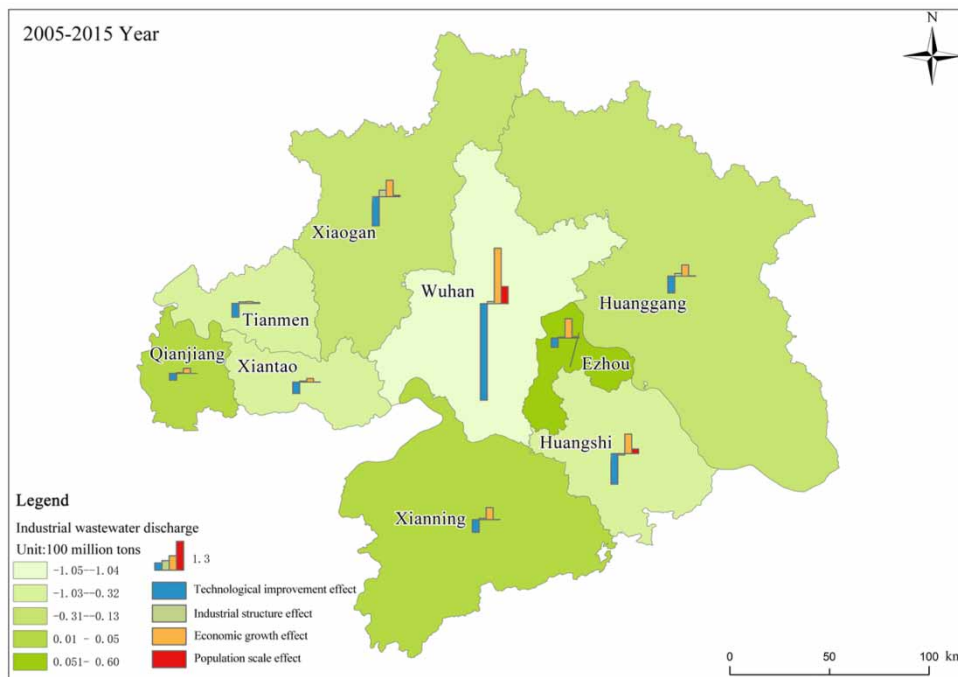 2005-2015 Year
N
Xiaogan
Wuhan
Huanggang
Tianmen
Qianjiang
Xiantao
Ezhou
Huangshi
Xianning
Legend
Industrial wastewater discharge
Unit:100 million tons
1.3
-1.05--1.04
-1.03--0.32
-0.31--0.13
0.01 - 0.05
0.051- 0.60
Technological improvement effect
Industrial structure effect
Economic growth effect
Population scale effect
0 50 100 km